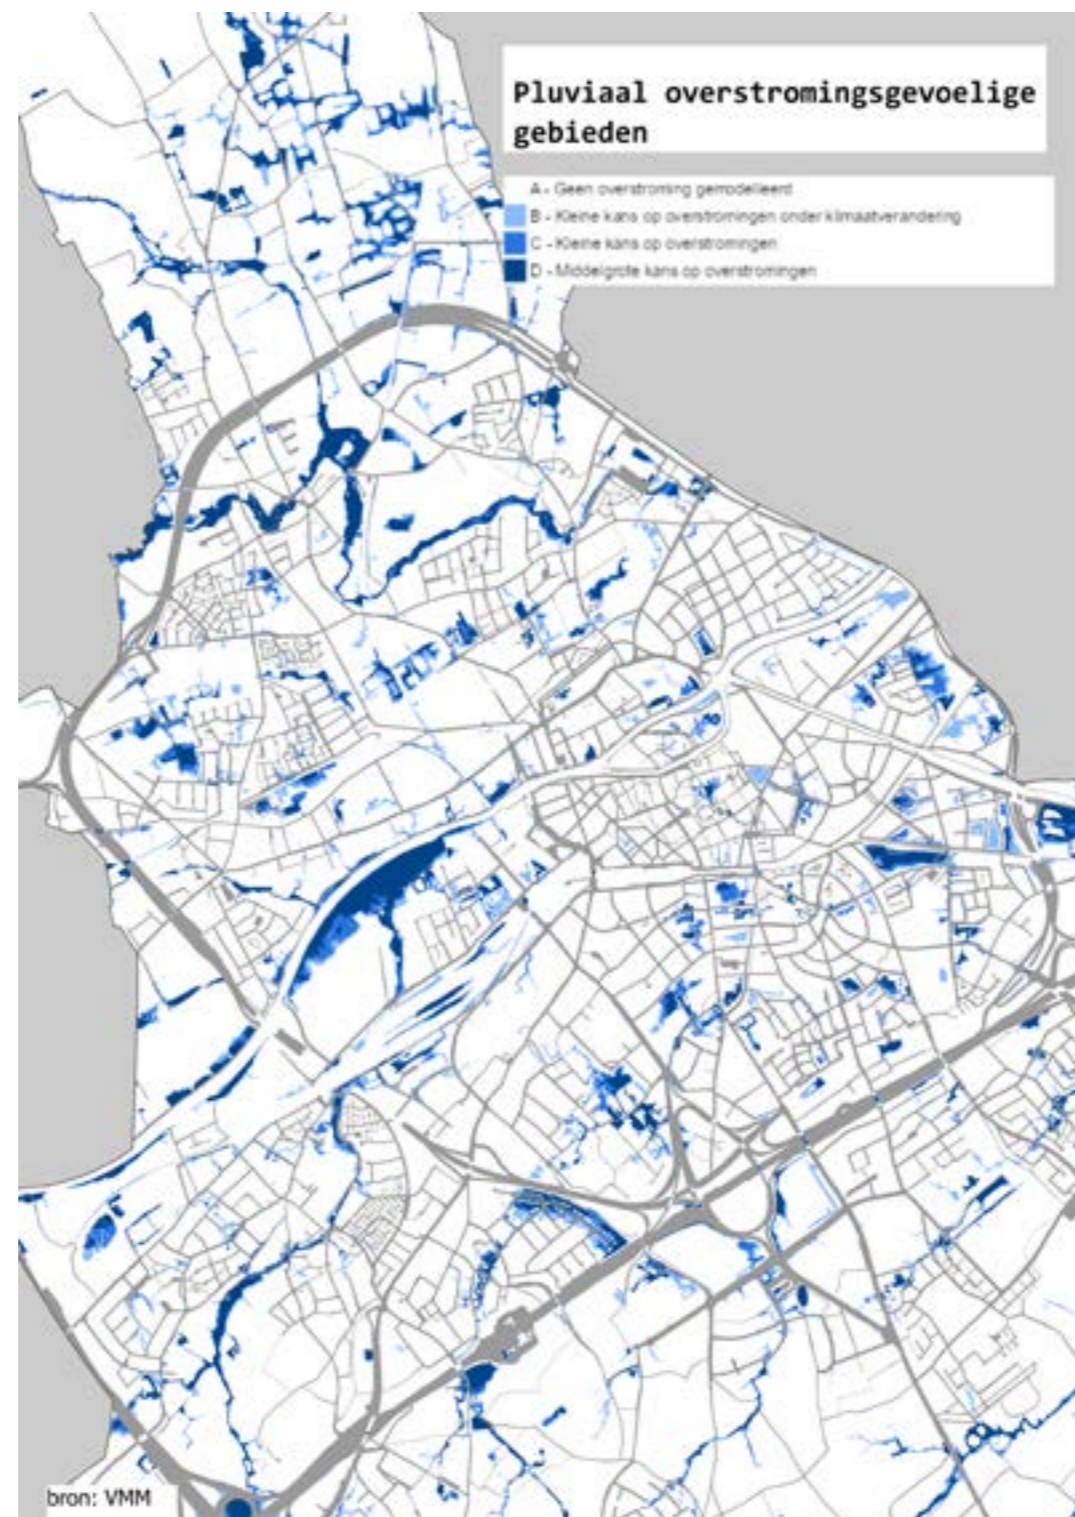 Pluviaal overstromingsgevoelige
gebieden
A - Geen overstroming gemodelleerd
B - Kleine kans op overstromingen onder klimaatverandering
C - Kleine kans op overstromingen
D - Middelgrote kans op overstromingen
bron: VMM